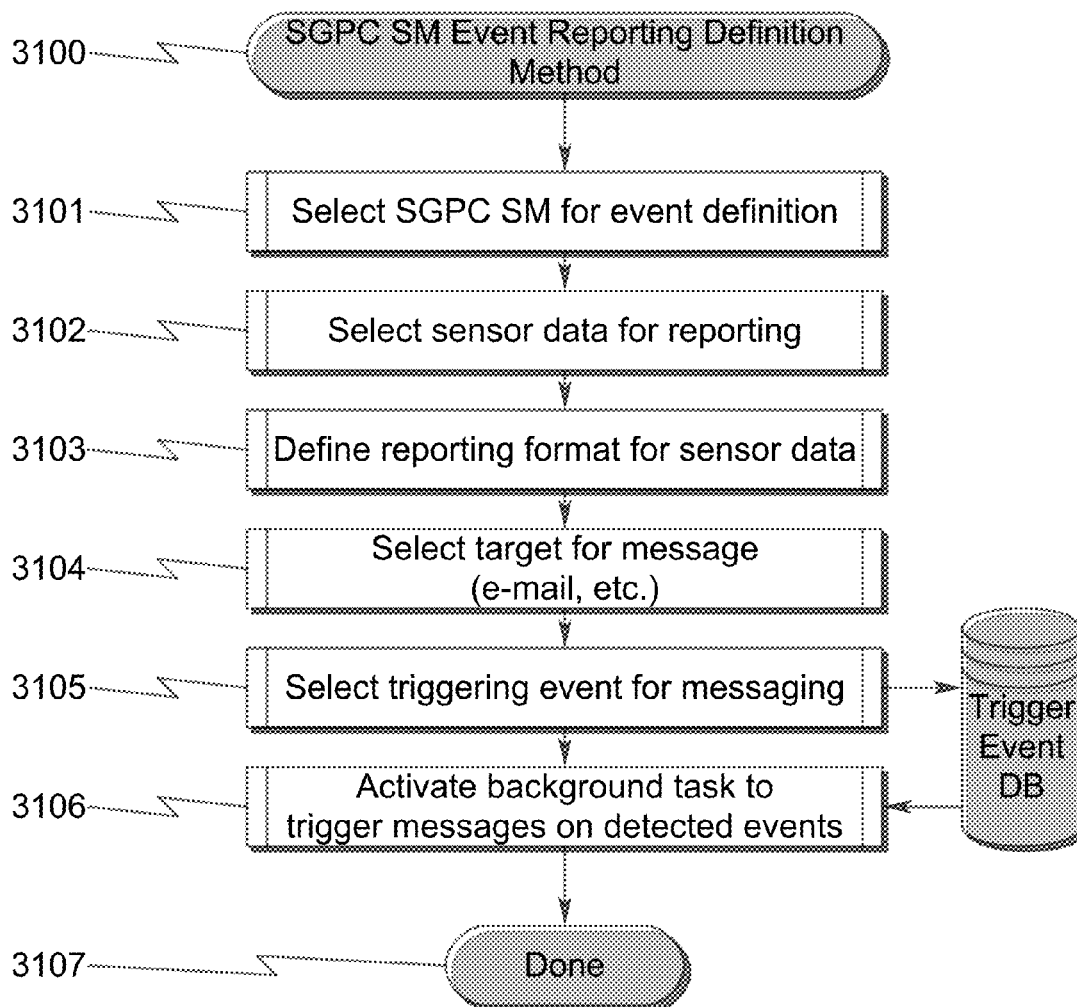 3100
SGPC SM Event Reporting Definition
Method
3101
Select SGPC SM for event definition
3102
Select sensor data for reporting
3103
Define reporting format for sensor data
3104
Select target for message
(e-mail, etc.)
3105
Select triggering event for messaging
Trigger
Event
DB
3106
Activate background task to
trigger messages on detected events
3107
Done